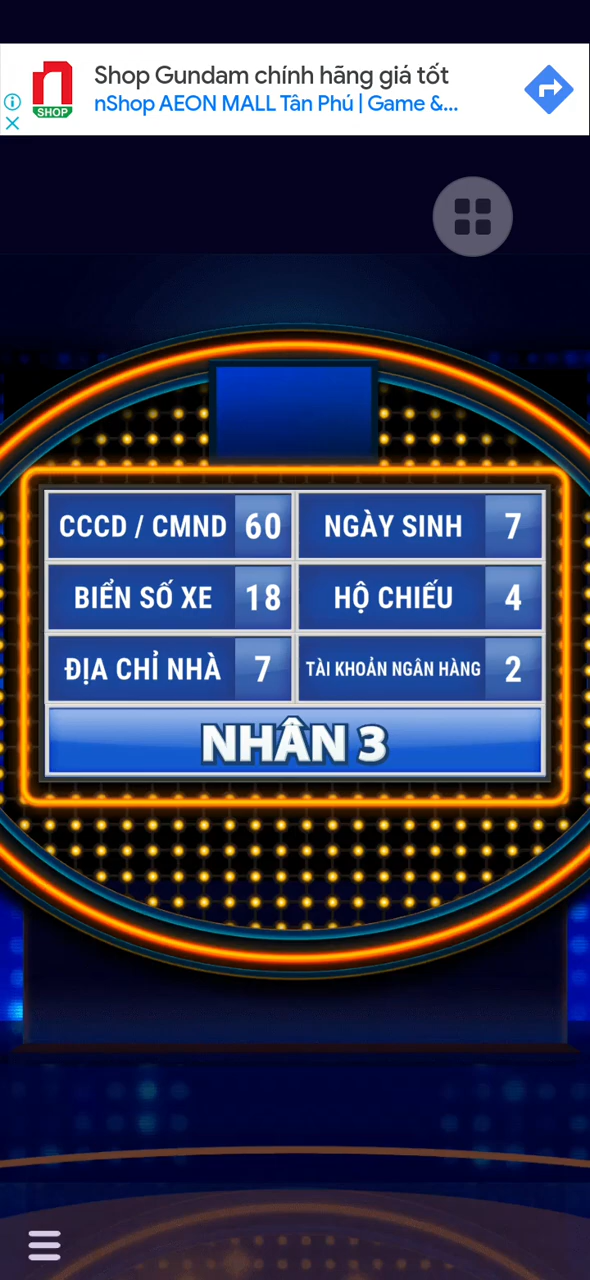 Shop Gundam chính hãng giá tốt
nShop AEON MALL Tân Phú | Game &...
n
SHOP
CCCD / CMND 60
NGÀY SINH 7
BIỂN SỐ XE 18
HỘ CHIẾU 4
ĐỊA CHỈ NHÀ 7
TÀI KHOẢN NGÂN HÀNG 2
NHÂN 3